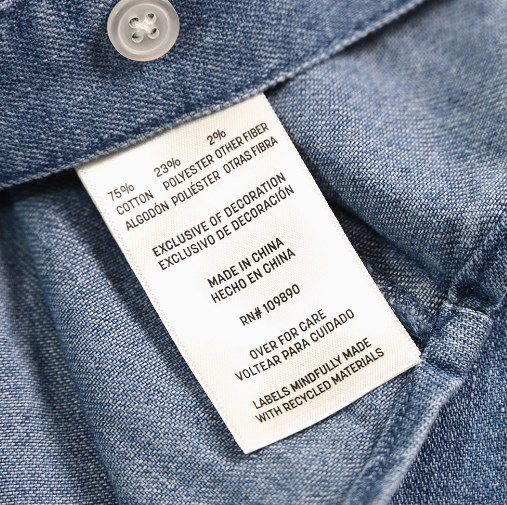 75% 23% 2%
COTTON POLYESTER OTHER FIBER
ALGODÓN POLIÉSTER OTRAS FIBRA
EXCLUSIVE OF DECORATION
EXCLUSIVO DE DECORACIÓN
MADE IN CHINA
HECHO EN CHINA
RN# 109890
OVER FOR CARE
VOLTEAR PARA CUIDADO
LABELS MINDFULLY MADE
WITH RECYCLED MATERIALS